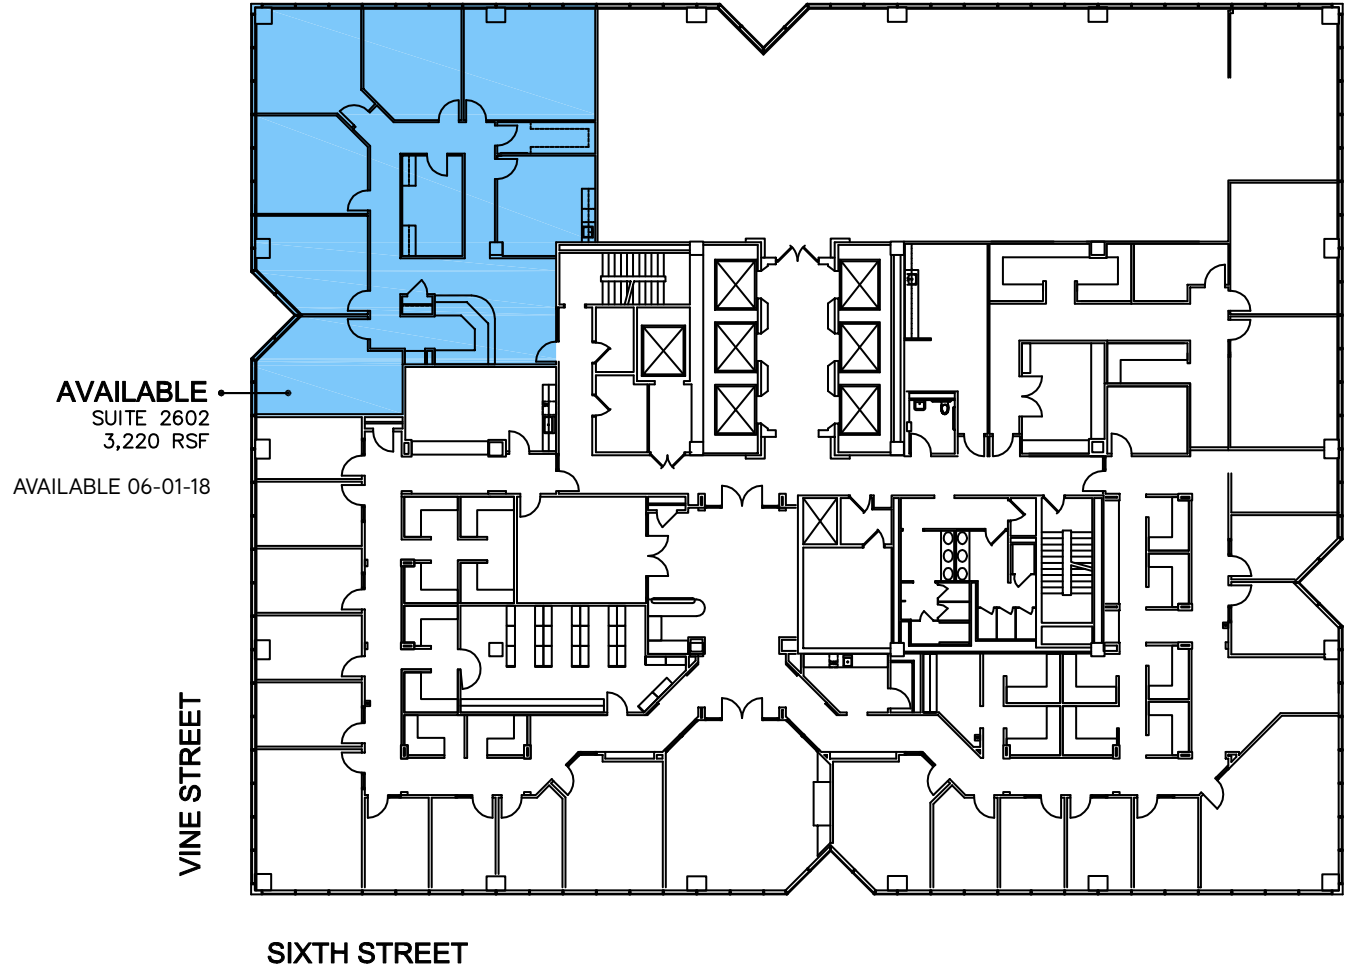 AVAILABLE
SUITE 2602
3,220 RSF
AVAILABLE 06-01-18
VINE STREET
SIXTH STREET